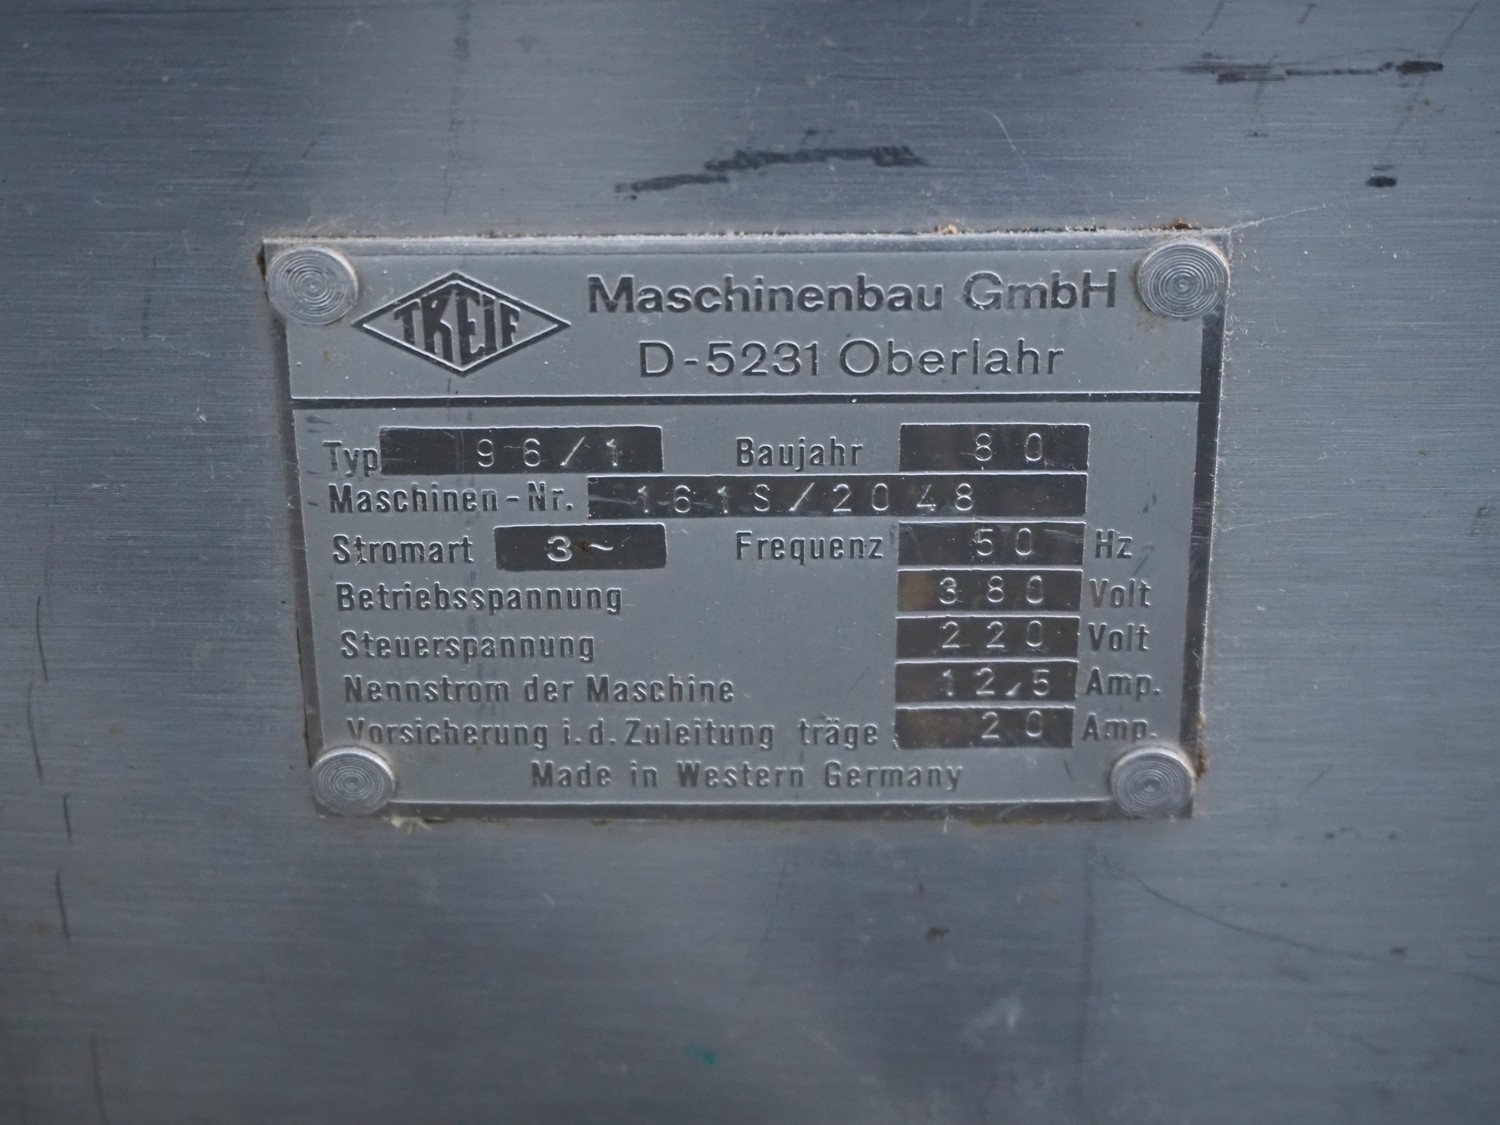 TREIF Maschinenbau GmbH
D-5231 Oberlahr
Typ 96/1 Baujahr 80
Maschinen-Nr. 161S/2048
Stromart 3~ Frequenz 50 Hz
Betriebsspannung 380 Volt
Steuerspannung 220 Volt
Nennstrom der Maschine 12,5 Amp.
Vorsicherung i.d. Zuleitung träge 20 Amp.
Made in Western Germany